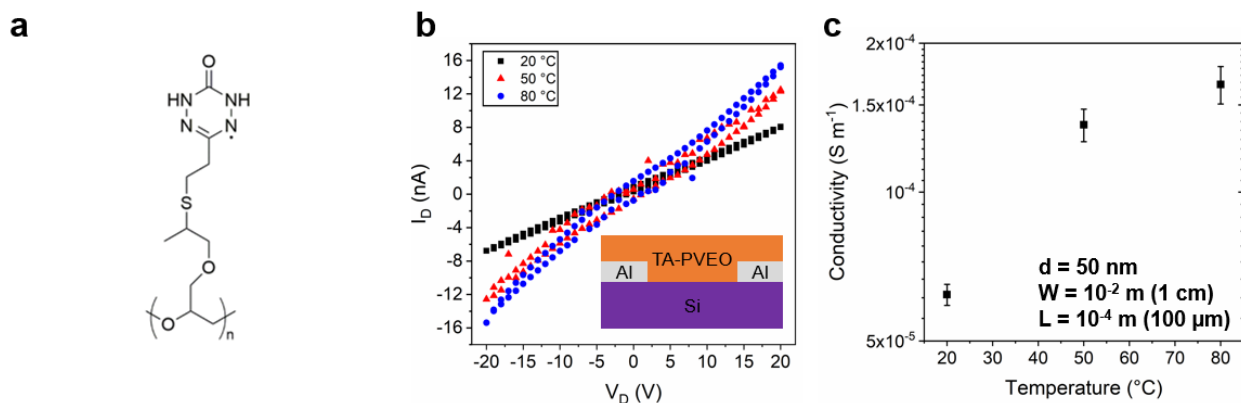 a
O
HN
NH
N
N
S
O
O
n
b
I_D (nA)
16
12
8
4
0
-4
-8
-12
-16
20 °C
50 °C
80 °C
TA-PVEO
Al
Al
Si
-20
-15
-10
-5
0
5
10
15
20
V_D (V)
c
Conductivity (S m⁻¹)
2x10⁻⁴
1.5x10⁻⁴
10⁻⁴
5x10⁻⁵
d = 50 nm
W = 10⁻² m (1 cm)
L = 10⁻⁴ m (100 µm)
20
30
40
50
60
70
80
Temperature (°C)